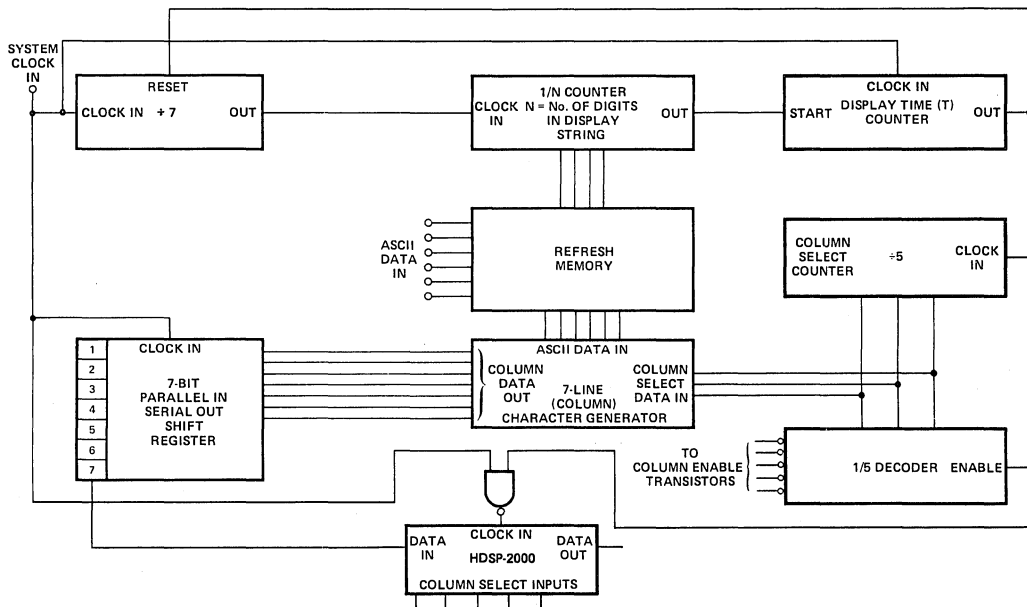 SYSTEM
CLOCK
IN
RESET
CLOCK IN ÷ 7 OUT
1/N COUNTER
CLOCK N = No. OF DIGITS
IN IN DISPLAY OUT
STRING
CLOCK IN
DISPLAY TIME (T)
START COUNTER OUT
ASCII
DATA
IN
REFRESH
MEMORY
COLUMN
SELECT ÷5 CLOCK
COUNTER IN
1
2
3
4
5
6
7
CLOCK IN
7-BIT
PARALLEL IN
SERIAL OUT
SHIFT
REGISTER
ASCII DATA IN
COLUMN
DATA
OUT
7-LINE
(COLUMN)
CHARACTER GENERATOR
COLUMN
SELECT
DATA IN
TO
COLUMN ENABLE
TRANSISTORS
1/5 DECODER ENABLE
CLOCK IN
DATA
IN
HDSP-2000
DATA
OUT
COLUMN SELECT INPUTS